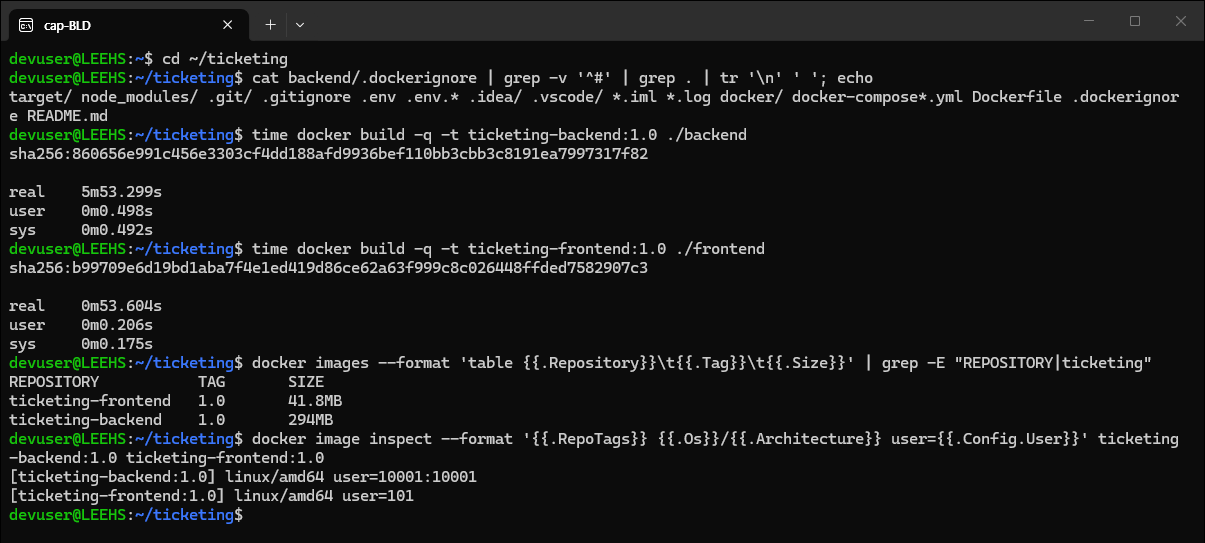 cap-BLD
devuser@LEEHS:~$ cd ~/ticketing
devuser@LEEHS:~/ticketing$ cat backend/.dockerignore | grep -v '^#' | grep . | tr '\n' ' '; echo
target/ node_modules/ .git/ .gitignore .env .env.* .idea/ .vscode/ *.iml *.log docker/ docker-compose*.yml Dockerfile .dockerignor
e README.md
devuser@LEEHS:~/ticketing$ time docker build -q -t ticketing-backend:1.0 ./backend
sha256:860656e991c456e3303cf4dd188afd9936bef110bb3cbb3c8191ea7997317f82
real    5m53.299s
user    0m0.498s
sys     0m0.492s
devuser@LEEHS:~/ticketing$ time docker build -q -t ticketing-frontend:1.0 ./frontend
sha256:b99709e6d19bd1aba7f4e1ed419d86ce62a63f999c8c026448ffded7582907c3
real    0m53.604s
user    0m0.206s
sys     0m0.175s
devuser@LEEHS:~/ticketing$ docker images --format 'table {{.Repository}}\t{{.Tag}}\t{{.Size}}' | grep -E "REPOSITORY|ticketing"
REPOSITORY           TAG       SIZE
ticketing-frontend   1.0       41.8MB
ticketing-backend    1.0       294MB
devuser@LEEHS:~/ticketing$ docker image inspect --format '{{.RepoTags}} {{.Os}}/{{.Architecture}} user={{.Config.User}}' ticketing
-backend:1.0 ticketing-frontend:1.0
[ticketing-backend:1.0] linux/amd64 user=10001:10001
[ticketing-frontend:1.0] linux/amd64 user=101
devuser@LEEHS:~/ticketing$